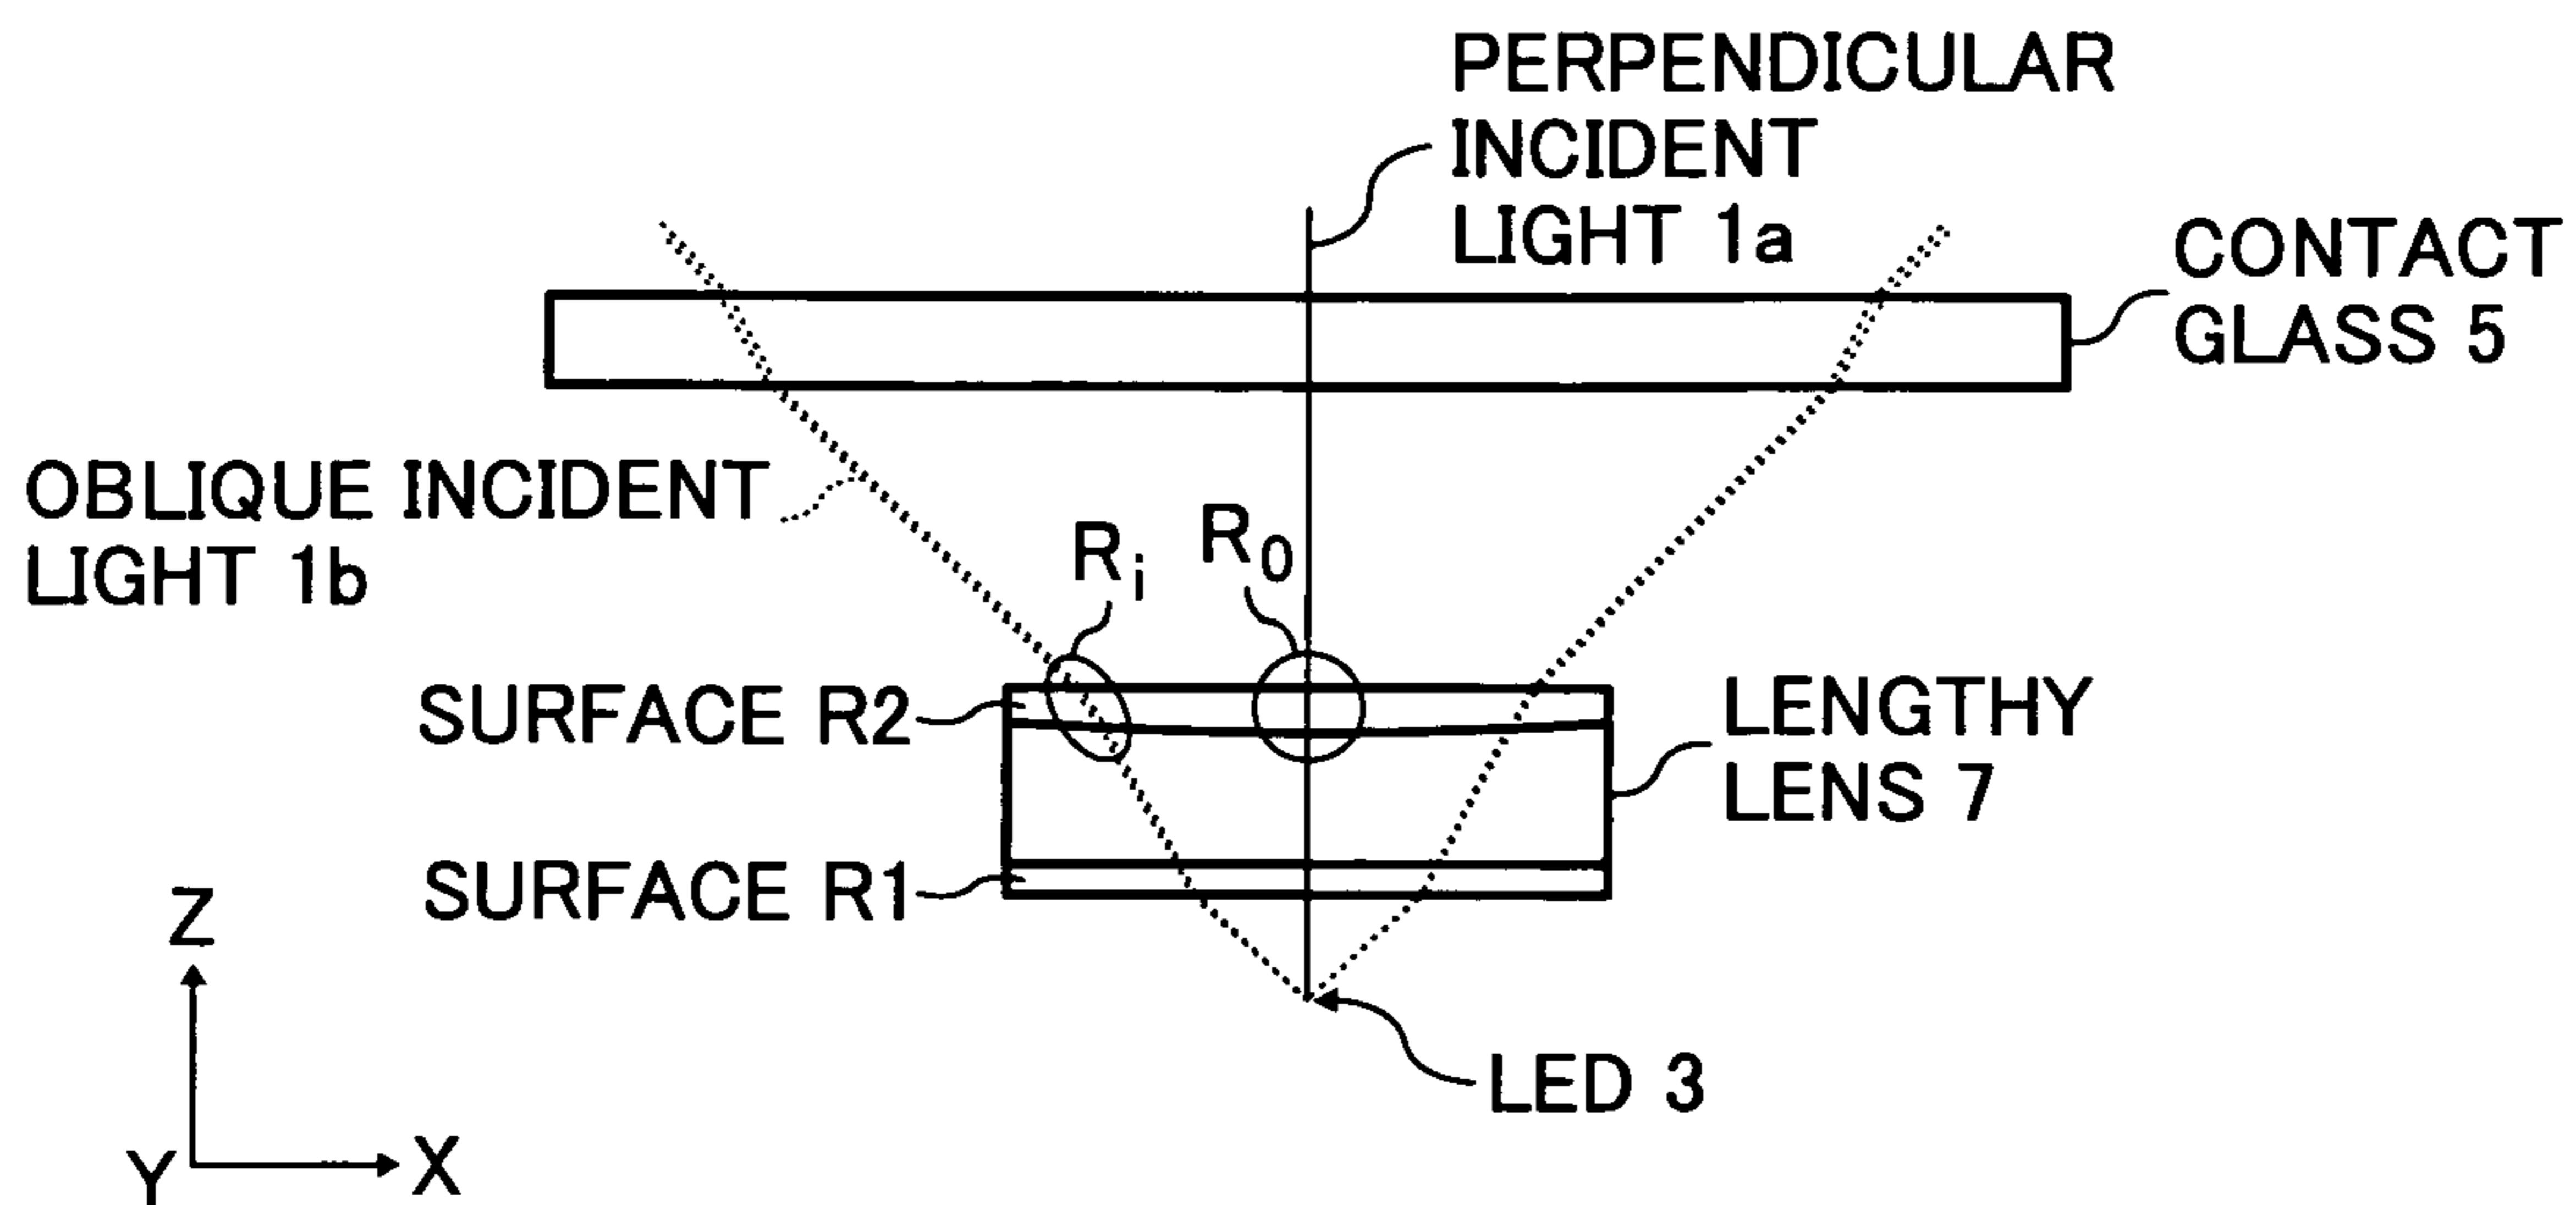 PERPENDICULAR
INCIDENT
LIGHT 1a
CONTACT
GLASS 5
OBLIQUE INCIDENT
LIGHT 1b
Ri
R0
SURFACE R2
LENGTHY
LENS 7
SURFACE R1
Z
LED 3
Y
X